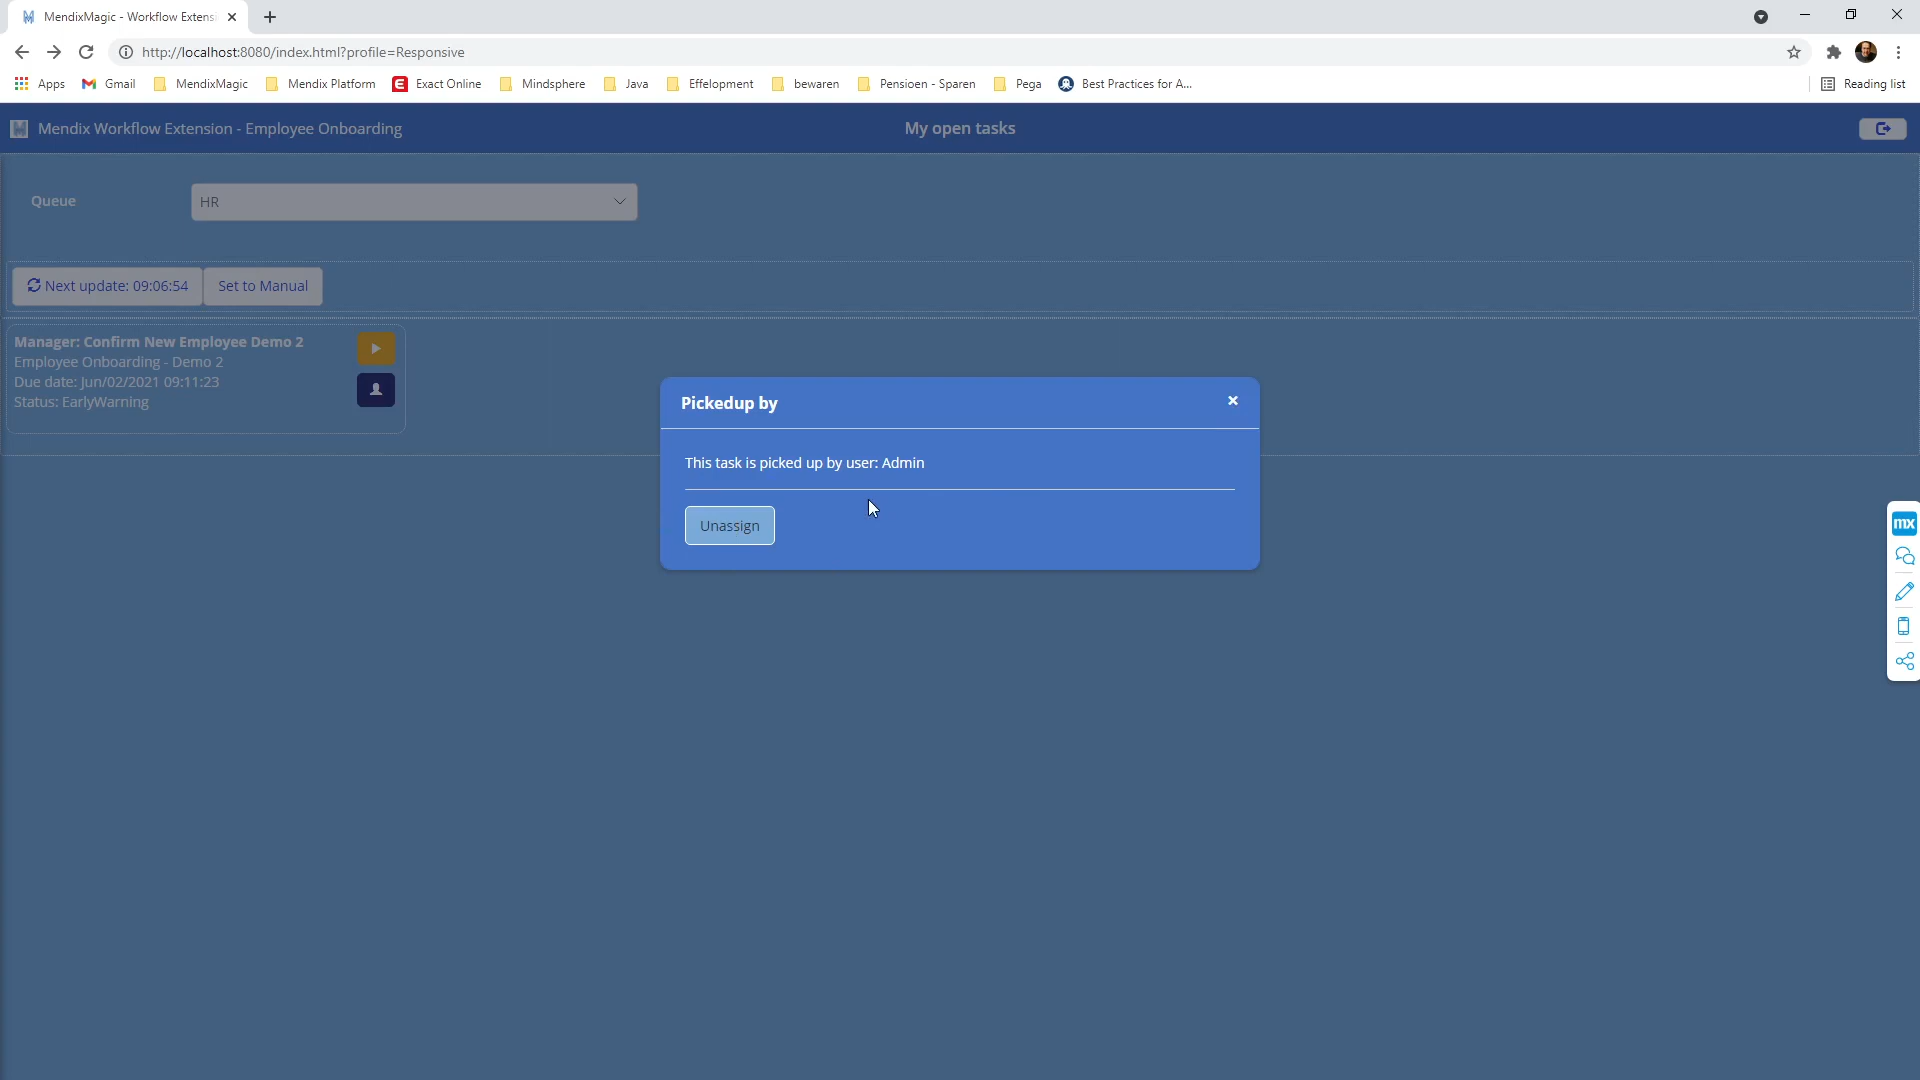 MendixMagic - Workflow Extens
http://localhost:8080/index.html?profile=Responsive
Apps Gmail MendixMagic Mendix Platform Exact Online Mindsphere Java Effelopment bewaren Pensioen - Sparen Pega Best Practices for A... Reading list
Mendix Workflow Extension - Employee Onboarding My open tasks
Queue HR
Next update: 09:06:54 Set to Manual
Manager: Confirm New Employee Demo 2
Employee Onboarding - Demo 2
Due date: Jun/02/2021 09:11:23
Status: EarlyWarning
Pickedup by
This task is picked up by user: Admin
Unassign
mx